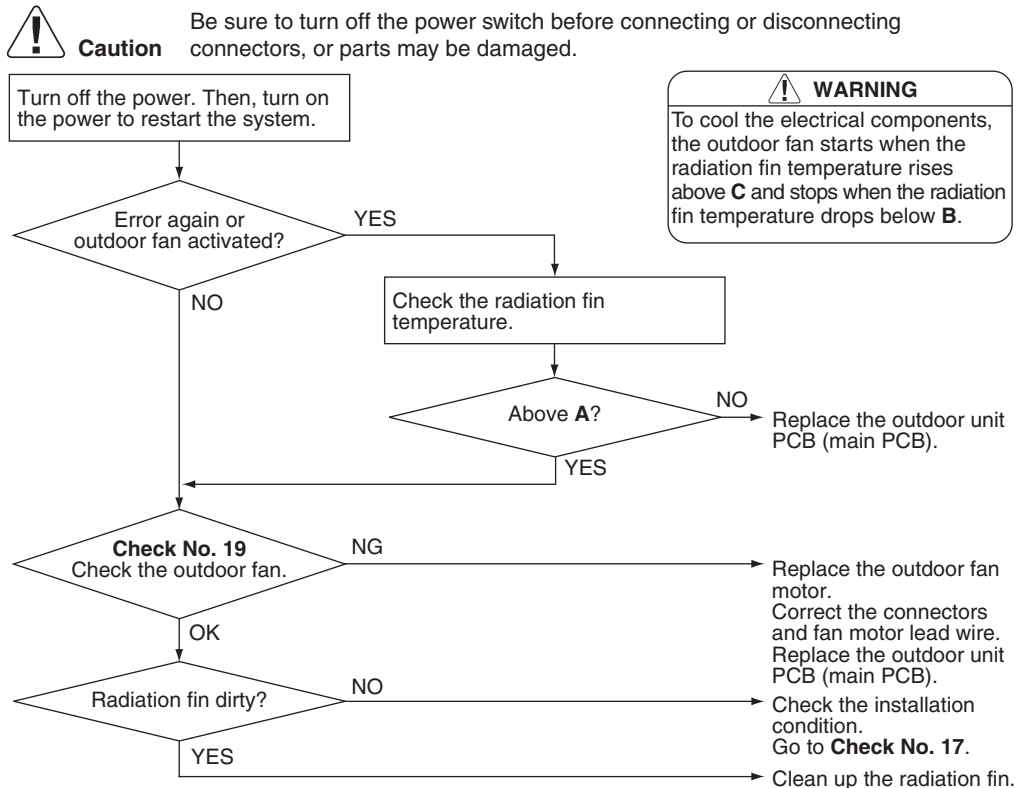 Be sure to turn off the power switch before connecting or disconnecting
Caution connectors, or parts may be damaged.
Turn off the power. Then, turn on
the power to restart the system.
WARNING
To cool the electrical components,
the outdoor fan starts when the
radiation fin temperature rises
above C and stops when the radiation
fin temperature drops below B.
Error again or
outdoor fan activated?
YES
NO
Check the radiation fin
temperature.
Above A?
NO
Replace the outdoor unit
PCB (main PCB).
YES
Check No. 19
Check the outdoor fan.
NG
Replace the outdoor fan
motor.
Correct the connectors
and fan motor lead wire.
Replace the outdoor unit
PCB (main PCB).
OK
Radiation fin dirty?
NO
Check the installation
condition.
Go to Check No. 17.
YES
Clean up the radiation fin.